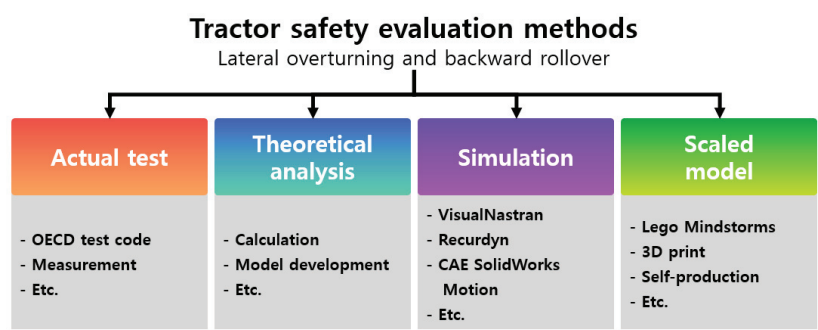 Tractor safety evaluation methods
Lateral overturning and backward rollover
Actual test
- OECD test code
- Measurement
- Etc.
Theoretical
analysis
- Calculation
- Model development
- Etc.
Simulation
- VisualNastran
- Recurdyn
- CAE SolidWorks
Motion
- Etc.
Scaled
model
- Lego Mindstorms
- 3D print
- Self-production
- Etc.